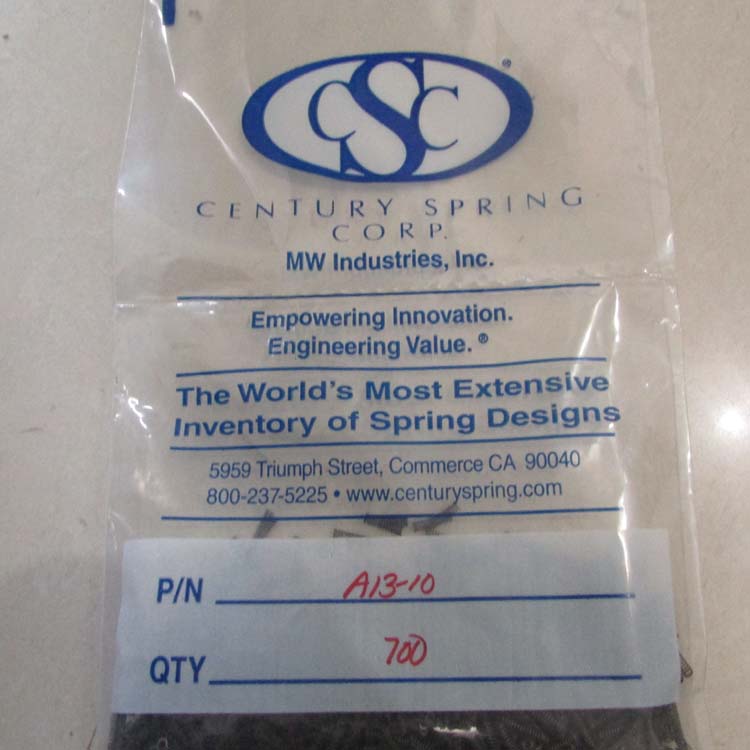 CSC ®
CENTURY SPRING
CORP.
MW Industries, Inc.
Empowering Innovation.
Engineering Value.®
The World's Most Extensive
Inventory of Spring Designs
5959 Triumph Street, Commerce CA 90040
800-237-5225 • www.centuryspring.com
P/N A13-10
QTY 700